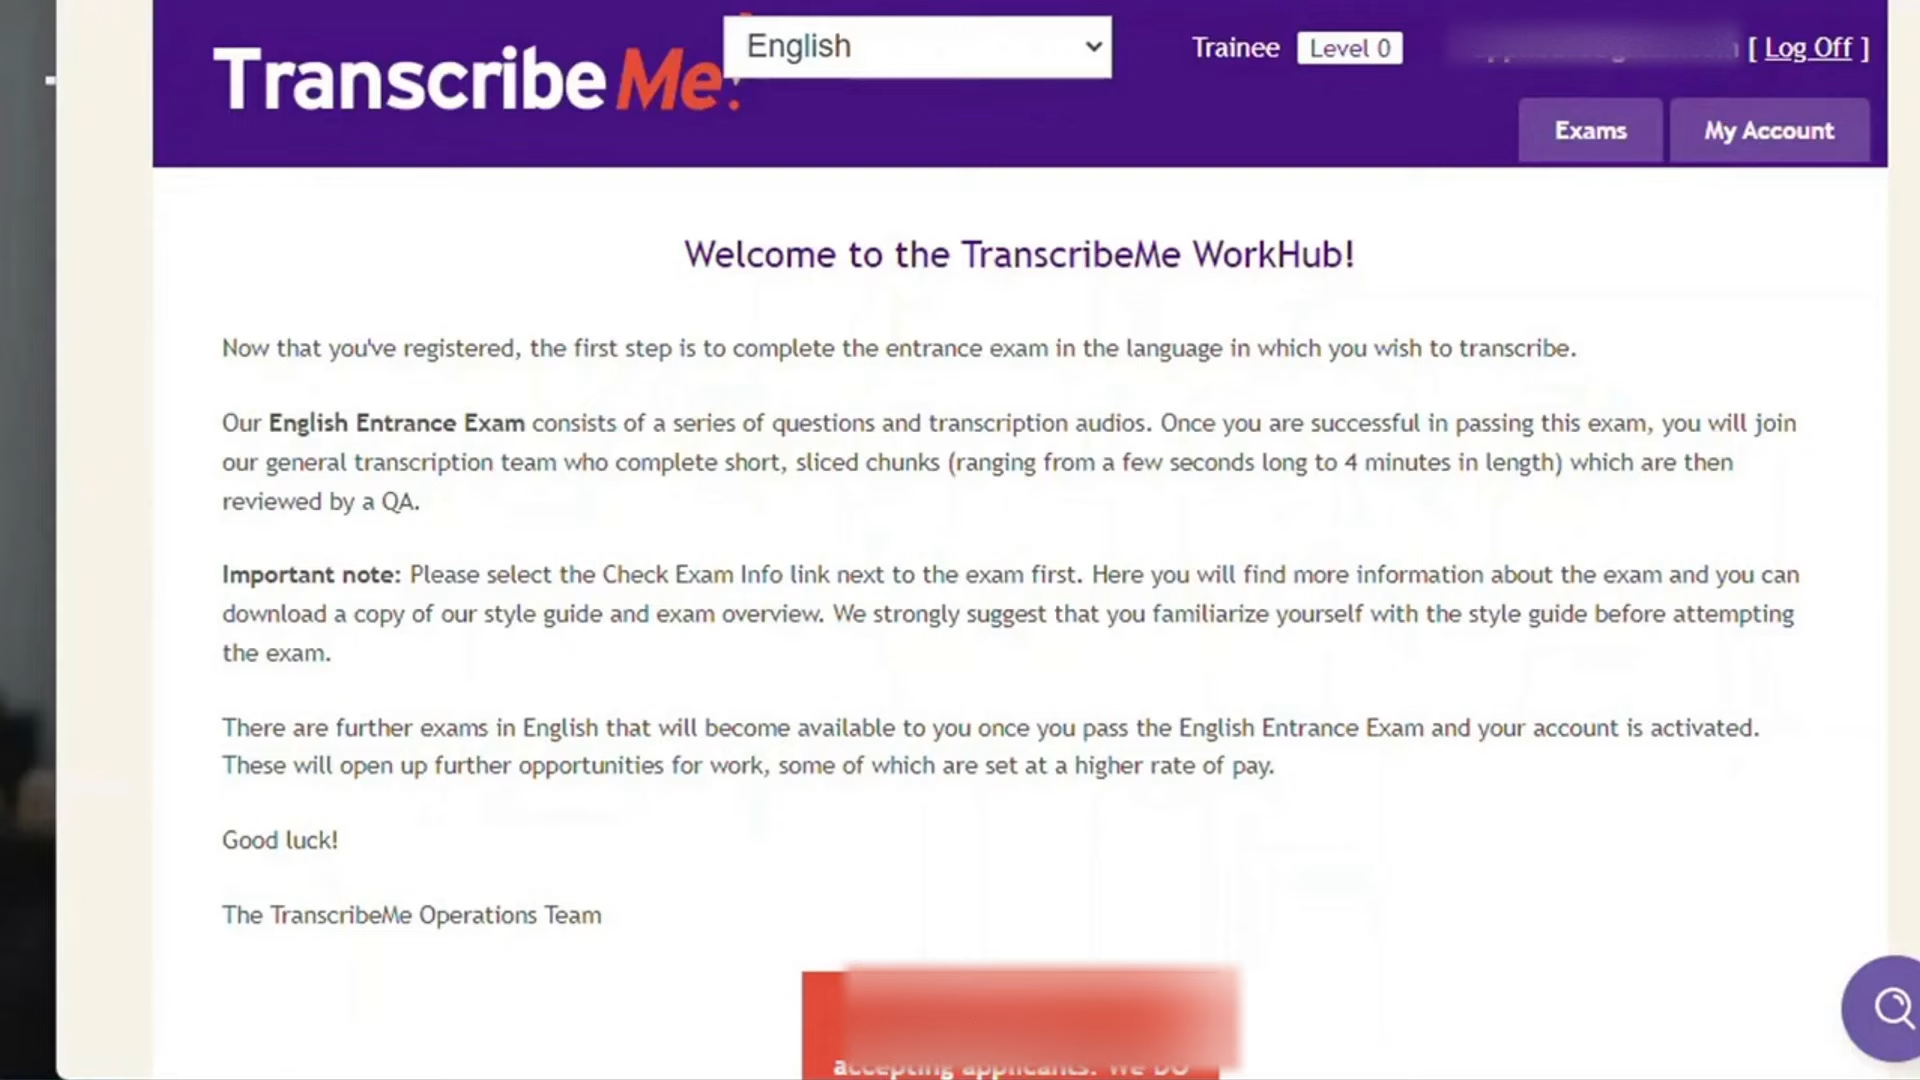 TranscribeMe!
English
Trainee Level 0 [ Log Off ]
Exams My Account
Welcome to the TranscribeMe WorkHub!
Now that you've registered, the first step is to complete the entrance exam in the language in which you wish to transcribe.
Our English Entrance Exam consists of a series of questions and transcription audios. Once you are successful in passing this exam, you will join
our general transcription team who complete short, sliced chunks (ranging from a few seconds long to 4 minutes in length) which are then
reviewed by a QA.
Important note: Please select the Check Exam Info link next to the exam first. Here you will find more information about the exam and you can
download a copy of our style guide and exam overview. We strongly suggest that you familiarize yourself with the style guide before attempting
the exam.
There are further exams in English that will become available to you once you pass the English Entrance Exam and your account is activated.
These will open up further opportunities for work, some of which are set at a higher rate of pay.
Good luck!
The TranscribeMe Operations Team
accepting applicants. We DO